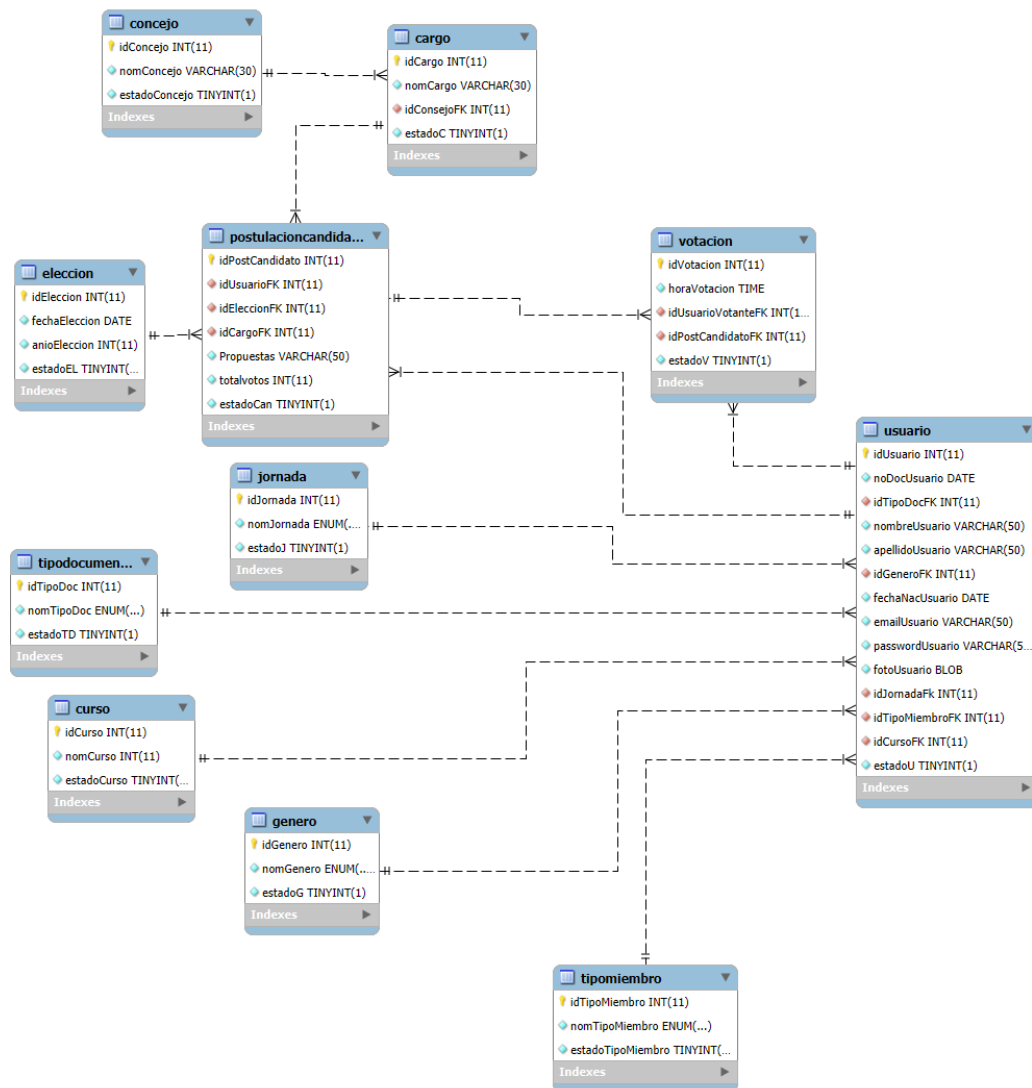 concejo
idConcejo INT(11)
nomConcejo VARCHAR(30)
estadoConcejo TINYINT(1)
Indexes
cargo
idCargo INT(11)
nomCargo VARCHAR(30)
idConsejoFK INT(11)
estadoC TINYINT(1)
Indexes
postulacioncandida...
idPostCandidato INT(11)
idUsuarioFK INT(11)
idEleccionFK INT(11)
idCargoFK INT(11)
Propuestas VARCHAR(50)
totalvotos INT(11)
estadoCan TINYINT(1)
Indexes
votacion
idVotacion INT(11)
horaVotacion TIME
idUsuarioVotanteFK INT(1...
idPostCandidatoFK INT(11)
estadoV TINYINT(1)
Indexes
eleccion
idEleccion INT(11)
fechaEleccion DATE
anioEleccion INT(11)
estadoEL TINYINT(...
Indexes
usuario
idUsuario INT(11)
noDocUsuario DATE
idTipoDocFK INT(11)
nombreUsuario VARCHAR(50)
apellidoUsuario VARCHAR(50)
idGeneroFK INT(11)
fechaNacUsuario DATE
emailUsuario VARCHAR(50)
passwordUsuario VARCHAR(5...
fotoUsuario BLOB
idJornadaFk INT(11)
idTipoMiembroFK INT(11)
idCursoFK INT(11)
estadoU TINYINT(1)
Indexes
jornada
idJornada INT(11)
nomJornada ENUM(....
estadoJ TINYINT(1)
Indexes
tipodocumen...
idTipoDoc INT(11)
nomTipoDoc ENUM(...)
estadoTD TINYINT(1)
Indexes
curso
idCurso INT(11)
nomCurso INT(11)
estadoCurso TINYINT(...
Indexes
genero
idGenero INT(11)
nomGenero ENUM(..…
estadoG TINYINT(1)
Indexes
tipomiembro
idTipoMiembro INT(11)
nomTipoMiembro ENUM(...)
estadoTipoMiembro TINYINT(...
Indexes